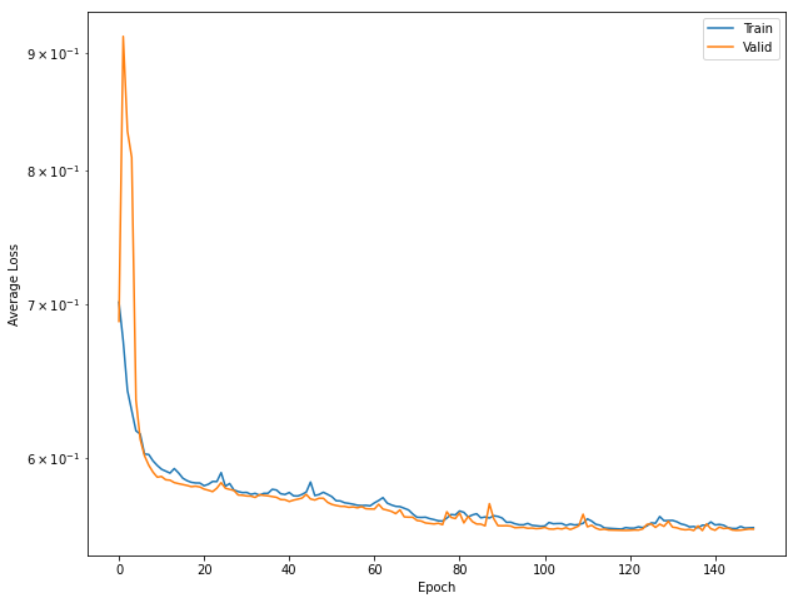 Train
Valid
9 × 10⁻¹
8 × 10⁻¹
7 × 10⁻¹
6 × 10⁻¹
Average Loss
0 20 40 60 80 100 120 140
Epoch